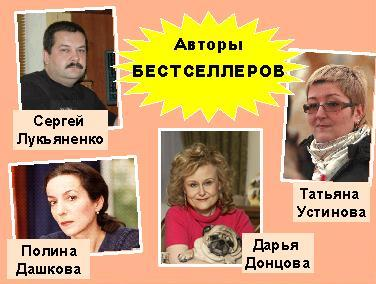 Авторы
БЕСТСЕЛЛЕРОВ
Сергей
Лукьяненко
Татьяна
Устинова
Полина
Дашкова
Дарья
Донцова